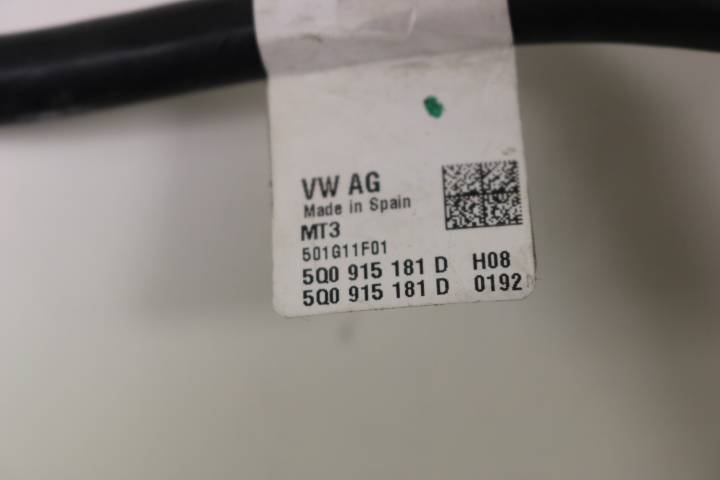 VW AG
Made in Spain
MT3
501G11F01
5Q0 915 181 D H08
5Q0 915 181 D 0192